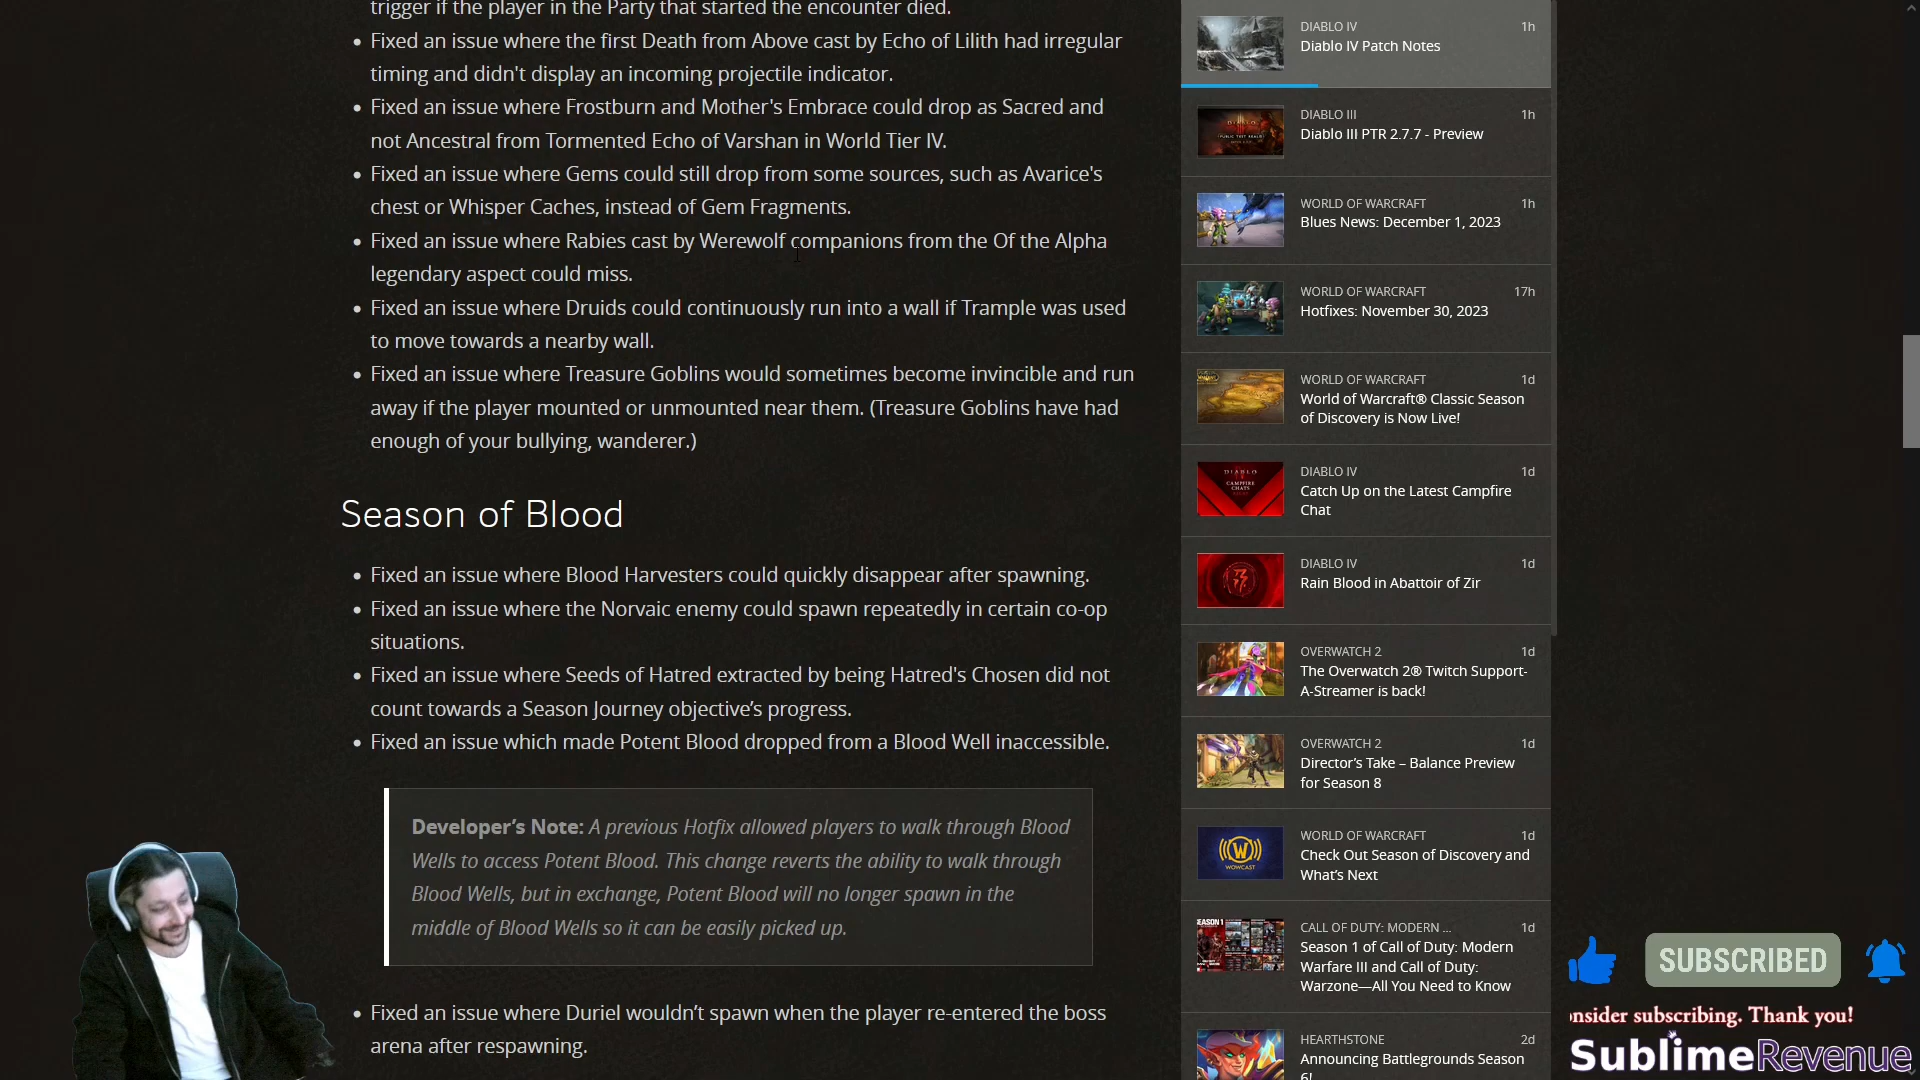 trigger if the player in the Party that started the encounter died.
• Fixed an issue where the first Death from Above cast by Echo of Lilith had irregular
timing and didn't display an incoming projectile indicator.
• Fixed an issue where Frostburn and Mother's Embrace could drop as Sacred and
not Ancestral from Tormented Echo of Varshan in World Tier IV.
• Fixed an issue where Gems could still drop from some sources, such as Avarice's
chest or Whisper Caches, instead of Gem Fragments.
• Fixed an issue where Rabies cast by Werewolf companions from the Of the Alpha
legendary aspect could miss.
• Fixed an issue where Druids could continuously run into a wall if Trample was used
to move towards a nearby wall.
• Fixed an issue where Treasure Goblins would sometimes become invincible and run
away if the player mounted or unmounted near them. (Treasure Goblins have had
enough of your bullying, wanderer.)
Season of Blood
• Fixed an issue where Blood Harvesters could quickly disappear after spawning.
• Fixed an issue where the Norvaic enemy could spawn repeatedly in certain co-op
situations.
• Fixed an issue where Seeds of Hatred extracted by being Hatred's Chosen did not
count towards a Season Journey objective’s progress.
• Fixed an issue which made Potent Blood dropped from a Blood Well inaccessible.
Developer’s Note: A previous Hotfix allowed players to walk through Blood
Wells to access Potent Blood. This change reverts the ability to walk through
Blood Wells, but in exchange, Potent Blood will no longer spawn in the
middle of Blood Wells so it can be easily picked up.
• Fixed an issue where Duriel wouldn’t spawn when the player re-entered the boss
arena after respawning.
DIABLO IV 1h
Diablo IV Patch Notes
DIABLO III 1h
Diablo III PTR 2.7.7 - Preview
WORLD OF WARCRAFT 1h
Blues News: December 1, 2023
WORLD OF WARCRAFT 17h
Hotfixes: November 30, 2023
WORLD OF WARCRAFT 1d
World of Warcraft® Classic Season
of Discovery is Now Live!
DIABLO IV 1d
Catch Up on the Latest Campfire
Chat
DIABLO
CAMPFIRE
CHATS
DIABLO IV 1d
Rain Blood in Abattoir of Zir
OVERWATCH 2 1d
The Overwatch 2® Twitch Support-
A-Streamer is back!
OVERWATCH 2 1d
Director’s Take – Balance Preview
for Season 8
WORLD OF WARCRAFT 1d
Check Out Season of Discovery and
What’s Next
W
WOWCAST
CALL OF DUTY: MODERN ... 1d
Season 1 of Call of Duty: Modern
Warfare III and Call of Duty:
Warzone—All You Need to Know
SEASON 1
HEARTHSTONE 2d
Announcing Battlegrounds Season
6!
SUBSCRIBED
onsider subscribing. Thank you!
SublimeRevenue